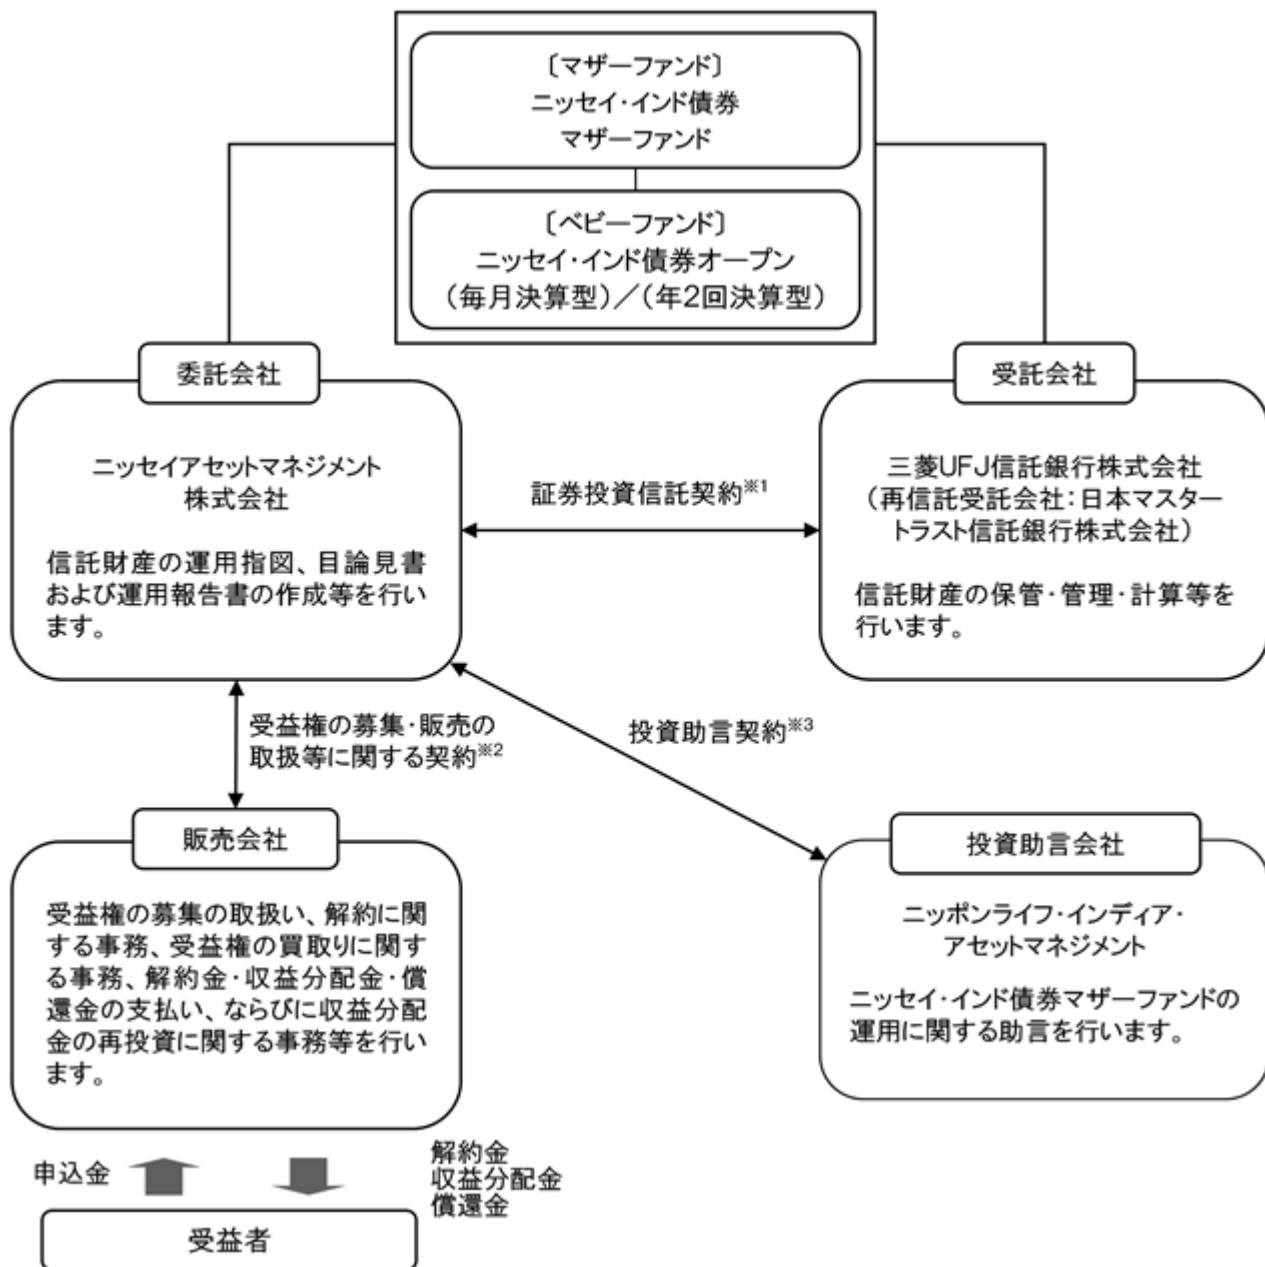 〔マザーファンド〕
ニッセイ・インド債券
マザーファンド
〔ベビーファンド〕
ニッセイ・インド債券オープン
（毎月決算型）／（年2回決算型）
委託会社
ニッセイアセットマネジメント
株式会社
信託財産の運用指図、目論見書
および運用報告書の作成等を行い
ます。
証券投資信託契約※1
受託会社
三菱UFJ信託銀行株式会社
（再信託受託会社：日本マスター
トラスト信託銀行株式会社）
信託財産の保管・管理・計算等を
行います。
受益権の募集・販売の
取扱等に関する契約※2
投資助言契約※3
販売会社
受益権の募集の取扱い、解約に関
する事務、受益権の買取りに関す
る事務、解約金・収益分配金・償
還金の支払い、ならびに収益分配
金の再投資に関する事務等を行い
ます。
投資助言会社
ニッポンライフ・インディア・
アセットマネジメント
ニッセイ・インド債券マザーファンドの
運用に関する助言を行います。
申込金
解約金
収益分配金
償還金
受益者